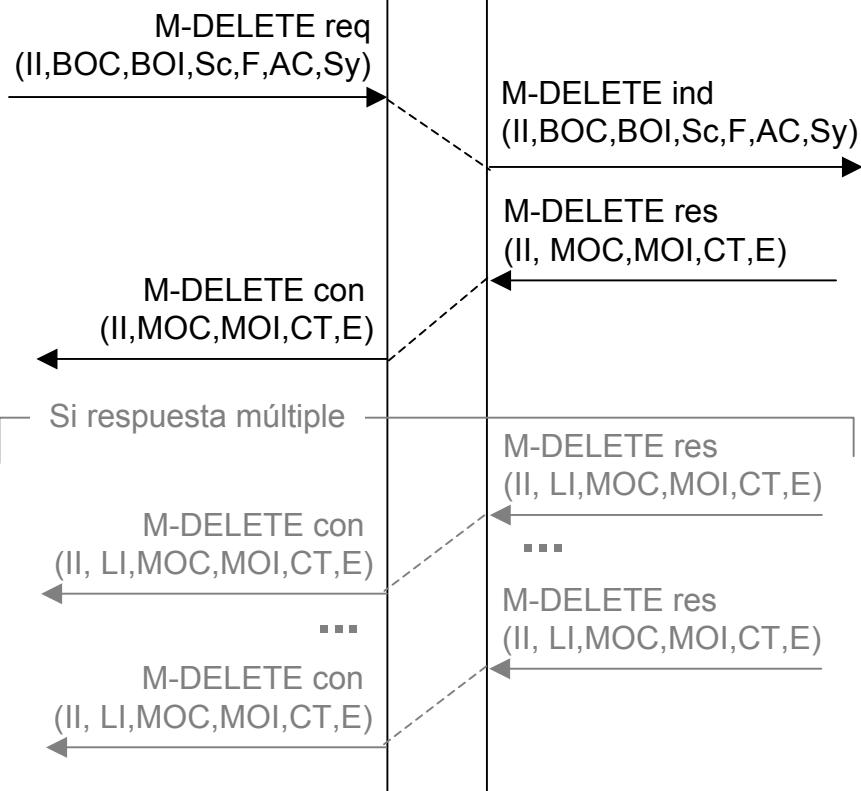 M-DELETE req
(II,BOC,BOI,Sc,F,AC,Sy)
M-DELETE ind
(II,BOC,BOI,Sc,F,AC,Sy)
M-DELETE res
(II, MOC,MOI,CT,E)
M-DELETE con
(II,MOC,MOI,CT,E)
Si respuesta múltiple
M-DELETE res
(II, LI,MOC,MOI,CT,E)
M-DELETE con
(II, LI,MOC,MOI,CT,E)
...
M-DELETE res
(II, LI,MOC,MOI,CT,E)
...
M-DELETE con
(II, LI,MOC,MOI,CT,E)